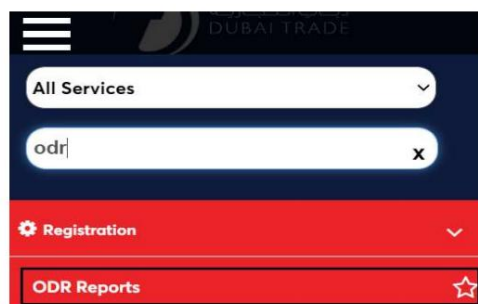 DUBAI TRADE
All Services
odr
x
Registration
ODR Reports